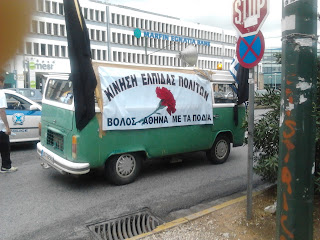 ΚΙΝΗΣΗ ΕΛΠΙΔΑΣ ΠΟΛΙΤΩΝ
ΒΟΛΟΣ - ΑΘΗΝΑ ΜΕ ΤΑ ΠΟΔΙΑ
STOP